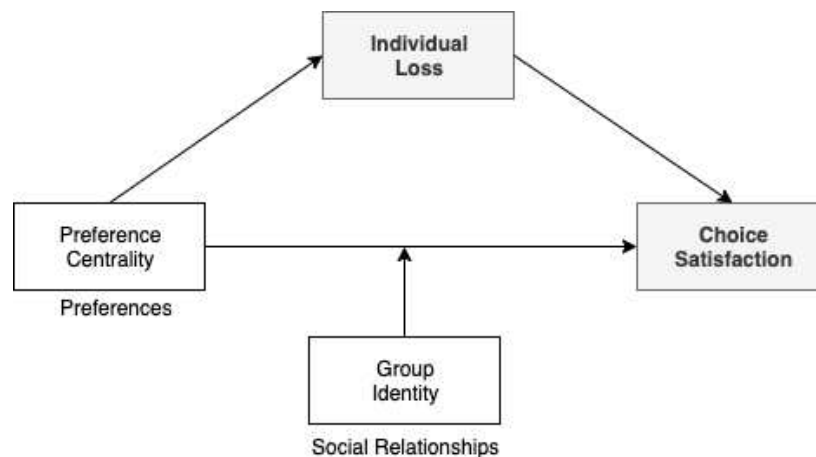 Individual
Loss
Preference
Centrality
Choice
Satisfaction
Preferences
Group
Identity
Social Relationships